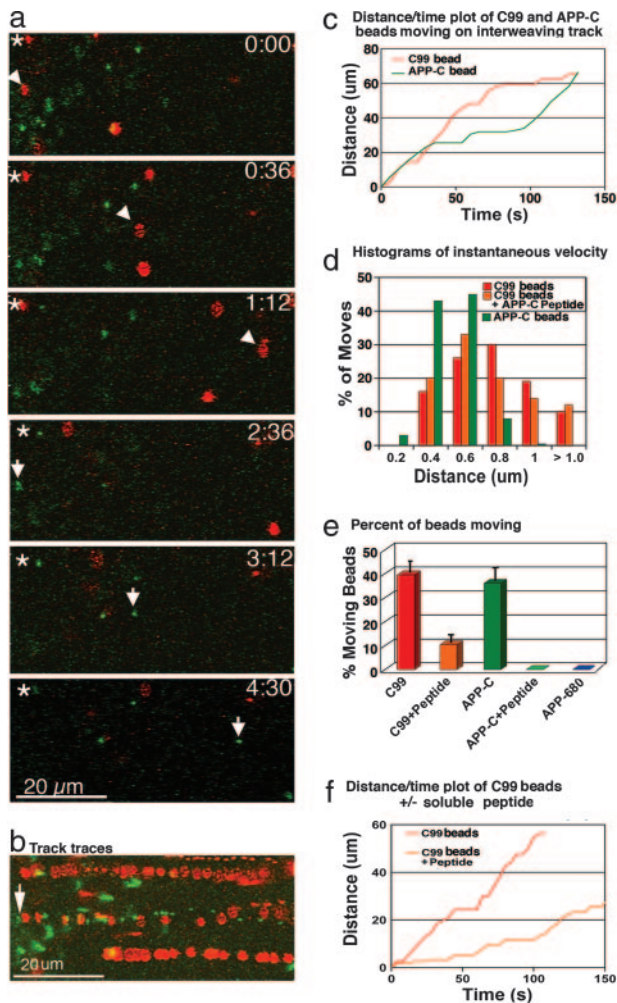 a
*
0:00
*
0:36
*
1:12
*
2:36
*
3:12
*
4:30
20 µm
b Track traces
20 um
c Distance/time plot of C99 and APP-C
beads moving on interweaving track
80
60
40
20
0
C99 bead
APP-C bead
Distance (um)
0 50 100 150
Time (s)
d Histograms of instantaneous velocity
50
40
30
20
10
0
C99 beads
C99 beads
+ APP-C Peptide
APP-C beads
% of Moves
0.2 0.4 0.6 0.8 1 > 1.0
Distance (um)
e Percent of beads moving
50
40
30
20
10
0
% Moving Beads
C99
C99+Peptide
APP-C
APP-C+Peptide
APP-680
f Distance/time plot of C99 beads
+/- soluble peptide
60
40
20
0
C99beads
C99 beads
+Peptide
Distance (um)
0 50 100 150
Time (s)